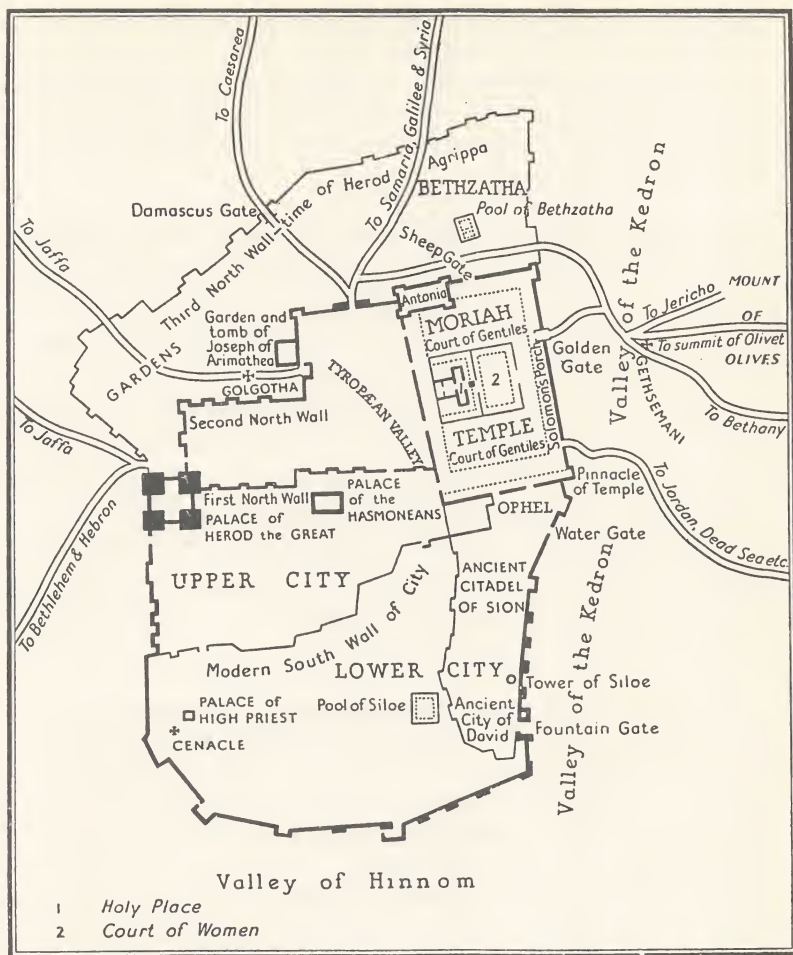 To Caesarea
To Samaria, Galilee & Syria
Third North Wall-time of Herod Agrippa
BETHZATHA
Pool of Bethzatha
Damascus Gate
To Jaffa
Sheep Gate
Valley of the Kedron
Antonia
MORIAH
Court of Gentiles
To Jericho
MOUNT
OF
OLIVES
To summit of Olivet
Garden and
tomb of
Joseph of
Arimathea
GARDENS
GOLGOTHA
TYROPÆAN VALLEY
2
Solomons Porch
Golden
Gate
GETHSEMANI
To Bethany
Second North Wall
To Jaffa
TEMPLE
Court of Gentiles
First North Wall
PALACE of
HEROD the GREAT
PALACE
of the
HASMONEANS
Pinnacle
of Temple
OPHEL
Water Gate
To Jordan, Dead Sea etc.
To Bethlehem & Hebron
UPPER CITY
ANCIENT
CITADEL
OF SION
Modern South Wall of City
LOWER CITY
Valley of the Kedron
Tower of Siloe
PALACE of
HIGH PRIEST
Pool of Siloe
Ancient
City of
David
Fountain Gate
CENACLE
Valley of Hinnom
1 Holy Place
2 Court of Women